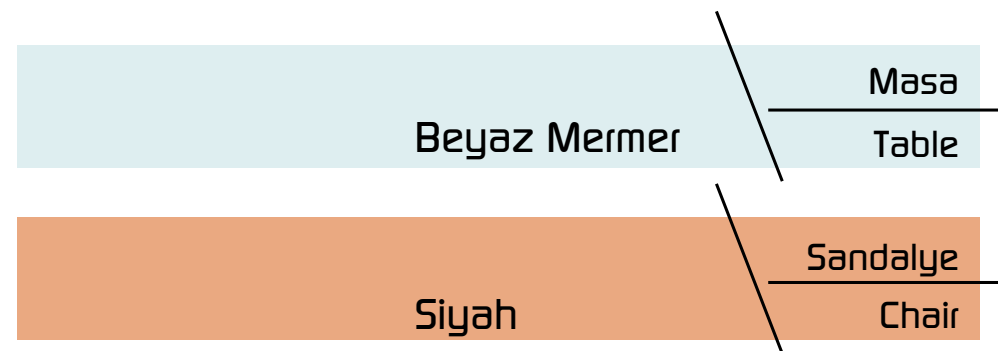 Masa
Beyaz Mermer
Table
Sandalye
Siyah
Chair